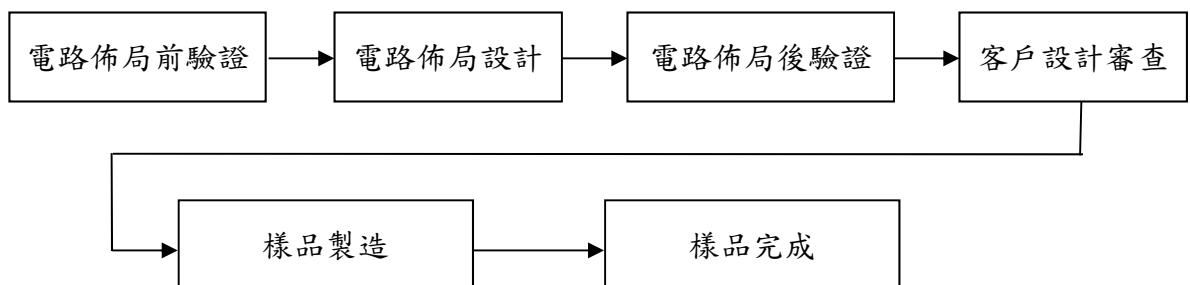 電路佈局前驗證
電路佈局設計
電路佈局後驗證
客戶設計審查
樣品製造
樣品完成